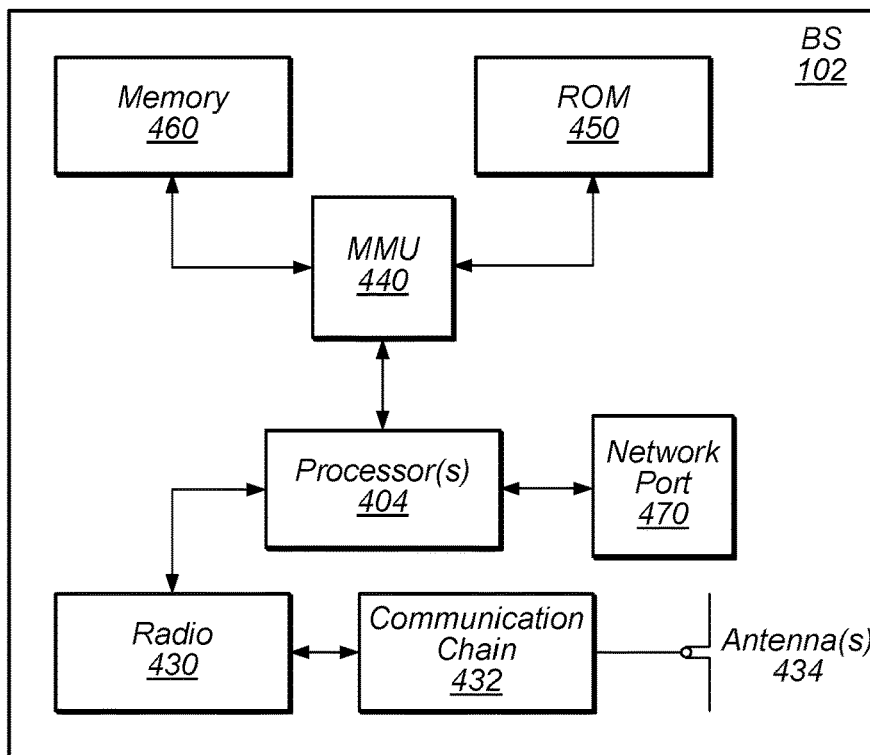 BS
102
Memory
460
ROM
450
MMU
440
Processor(s)
404
Network
Port
470
Radio
430
Communication
Chain
432
Antenna(s)
434